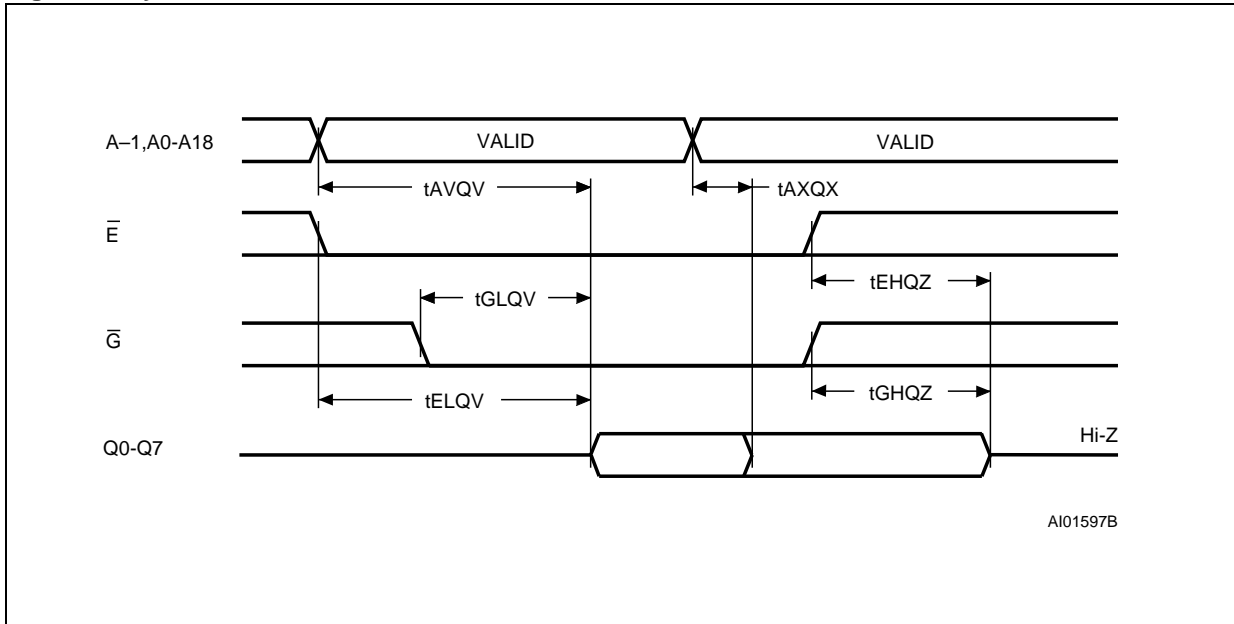 A–1,A0-A18
VALID
VALID
tAVQV
tAXQX
E̅
tEHQZ
tGLQV
G̅
tGHQZ
tELQV
Q0-Q7
Hi-Z
AI01597B